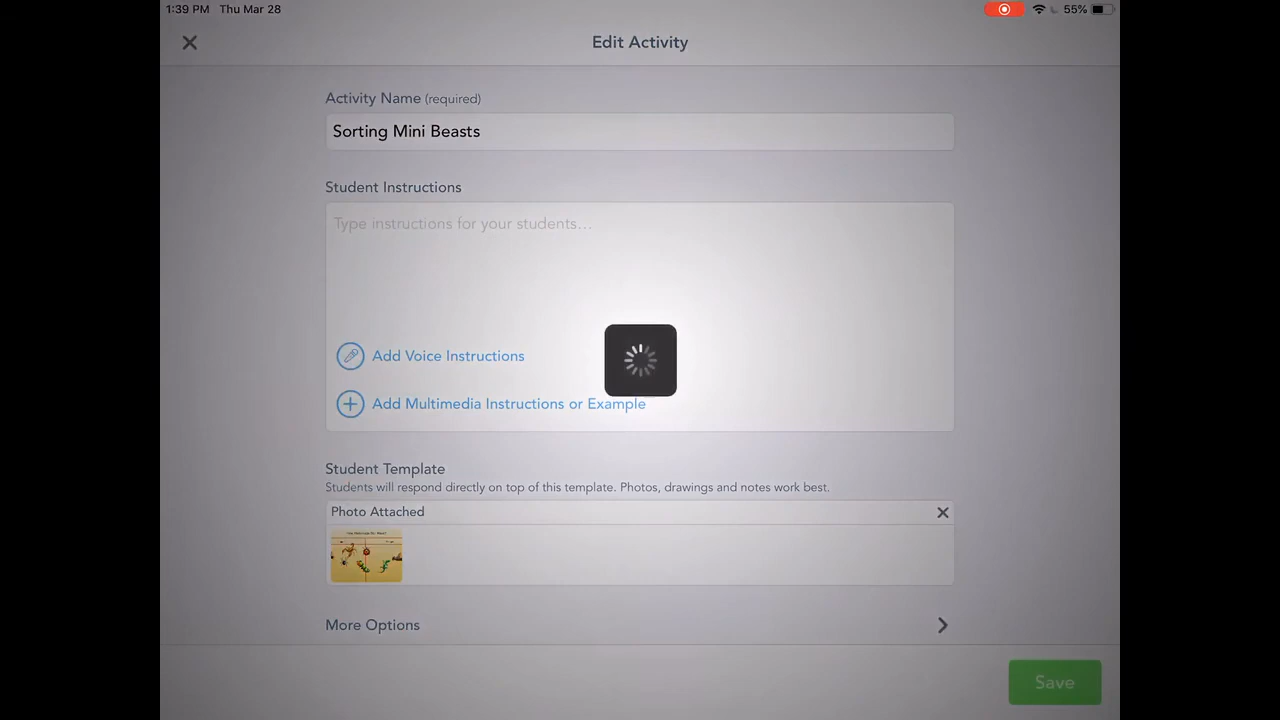 1:39 PM Thu Mar 28
55%
Edit Activity
Activity Name (required)
Sorting Mini Beasts
Student Instructions
Type instructions for your students...
Add Voice Instructions
Add Multimedia Instructions or Example
Student Template
Students will respond directly on top of this template. Photos, drawings and notes work best.
Photo Attached
More Options
Save